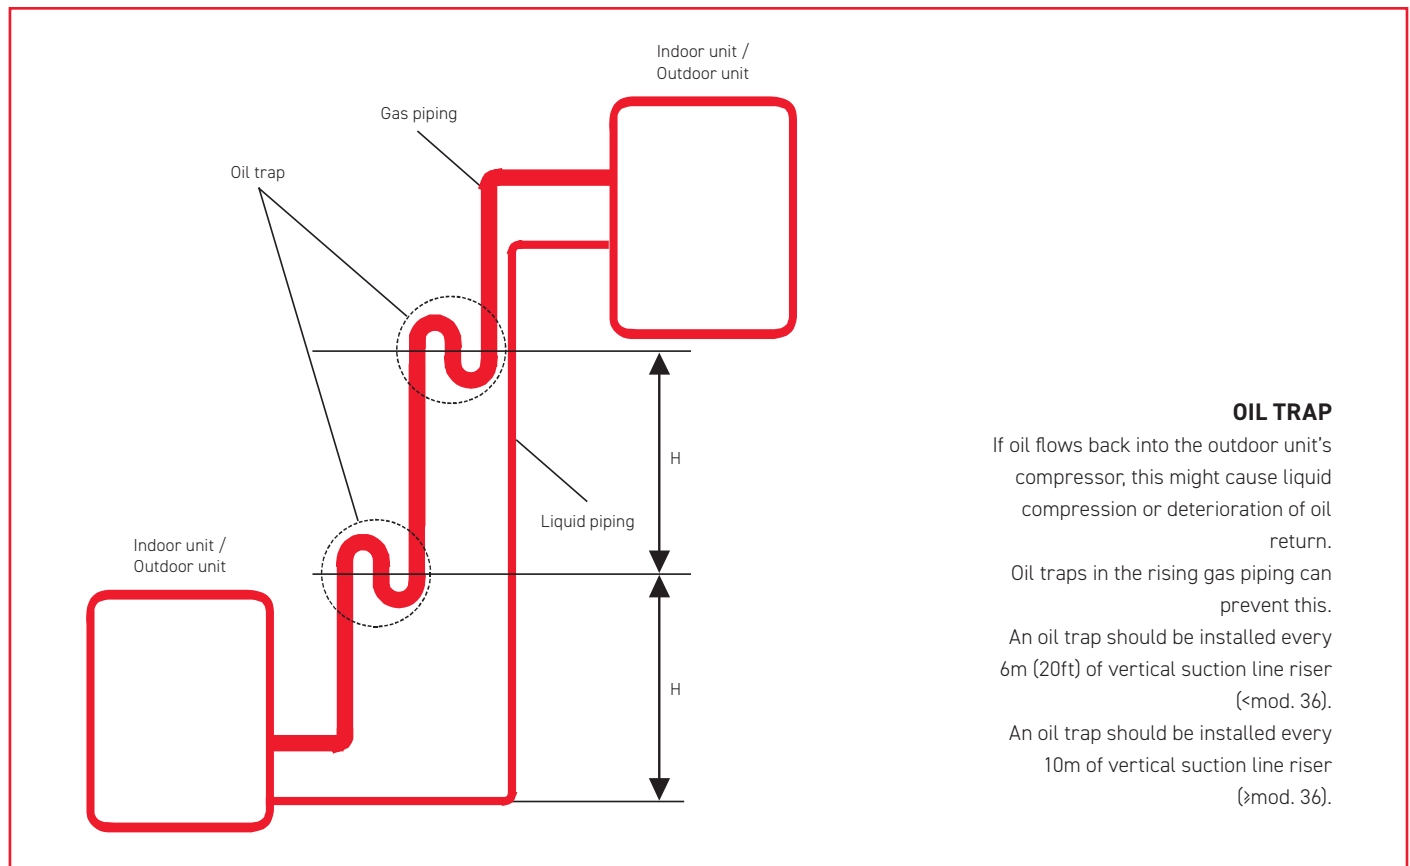 Indoor unit /
Outdoor unit
Gas piping
Oil trap
H
Liquid piping
Indoor unit /
Outdoor unit
H
OIL TRAP
If oil flows back into the outdoor unit's
compressor, this might cause liquid
compression or deterioration of oil
return.
Oil traps in the rising gas piping can
prevent this.
An oil trap should be installed every
6m (20ft) of vertical suction line riser
(<mod. 36).
An oil trap should be installed every
10m of vertical suction line riser
(⩾mod. 36).